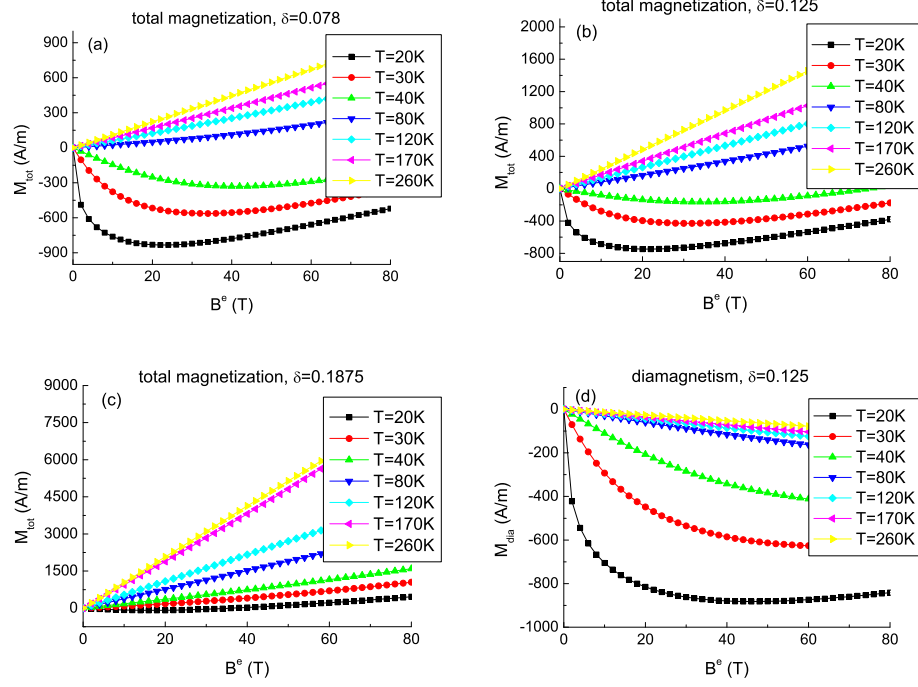 total magnetization, δ=0.078
(a)
900
600
300
0
-300
-600
-900
M_tot (A/m)
0 20 40 60 80
B^e (T)
T=20K
T=30K
T=40K
T=80K
T=120K
T=170K
T=260K
total magnetization, δ=0.125
(b)
2000
1600
1200
800
400
0
-400
-800
M_tot (A/m)
0 20 40 60 80
B^e (T)
T=20K
T=30K
T=40K
T=80K
T=120K
T=170K
T=260K
total magnetization, δ=0.1875
(c)
9000
7500
6000
4500
3000
1500
0
M_tot (A/m)
0 20 40 60 80
B^e (T)
T=20K
T=30K
T=40K
T=80K
T=120K
T=170K
T=260K
diamagnetism, δ=0.125
(d)
0
-200
-400
-600
-800
-1000
M_dia (A/m)
0 20 40 60 80
B^e (T)
T=20K
T=30K
T=40K
T=80K
T=120K
T=170K
T=260K